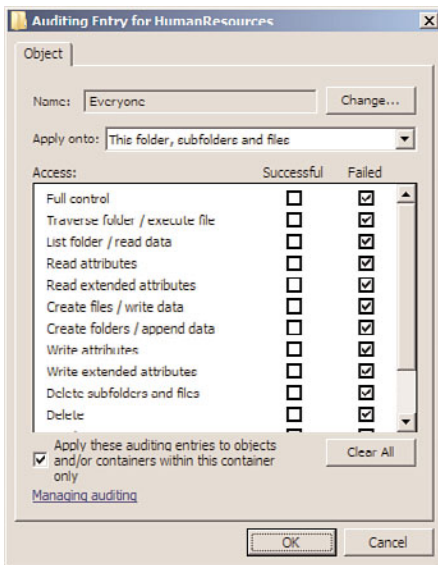 Auditing Entry for HumanResources
Object
Name: Everyone Change...
Apply onto: This folder, subfolders and files
Access: Successful Failed
Full control
Traverse folder / execute file
List folder / read data
Read attributes
Read extended attributes
Create files / write data
Create folders / append data
Write attributes
Write extended attributes
Delete subfolders and files
Delete
Apply these auditing entries to objects
and/or containers within this container
only
Clear All
Managing auditing
OK Cancel